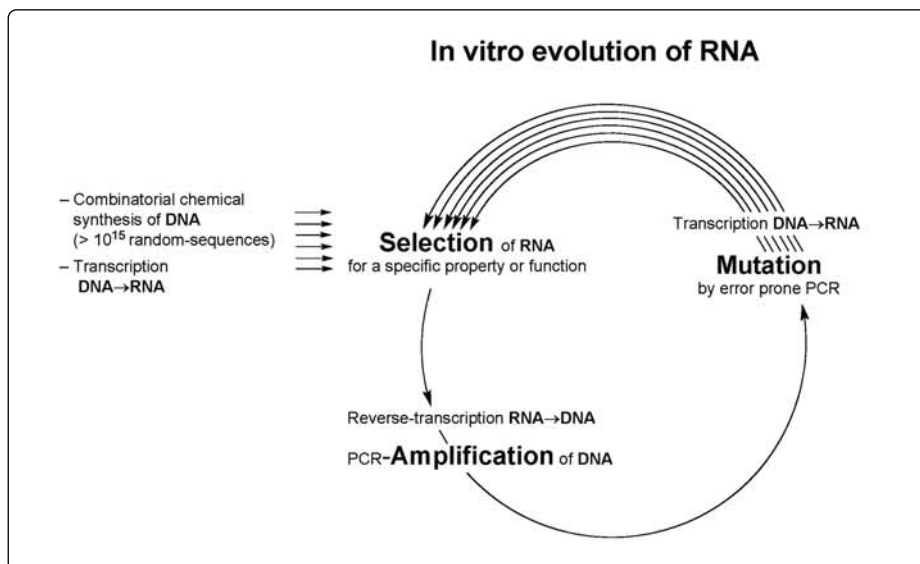 In vitro evolution of RNA
– Combinatorial chemical
synthesis of DNA
(> 10¹⁵ random-sequences)
– Transcription
DNA→RNA
Selection of RNA
for a specific property or function
Transcription DNA→RNA
Mutation
by error prone PCR
Reverse-transcription RNA→DNA
PCR-Amplification of DNA